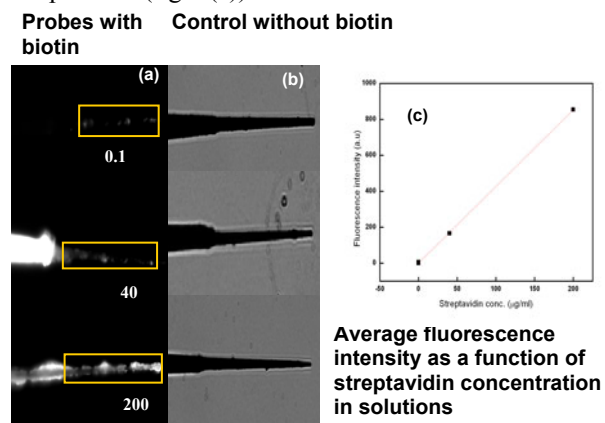 Probes with
biotin
Control without biotin
(a)
0.1
40
200
(b)
(c)
1000
800
600
400
200
0
-50
0
50
100
150
200
Fluorescence intensity (a.u)
Streptavidin conc. (μg/ml)
Average fluorescence
intensity as a function of
streptavidin concentration
in solutions